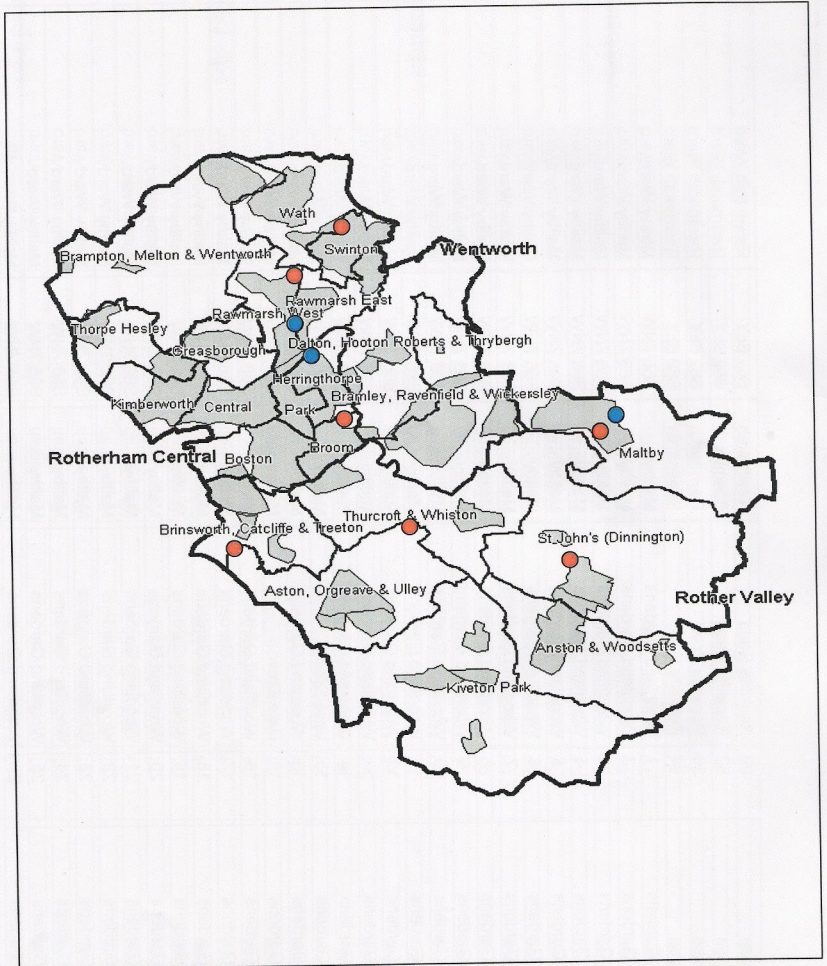 Wath
Swinton
Wentworth
Brampton, Melton & Wentworth
Rawmarsh East
Rawmarsh West
Thorpe Hesley
Dalton, Hooton Roberts & Thrybergh
Greasborough
Herringthorpe
Bramley, Ravenfield & Wickersley
Kimberworth
Central
Park
Broom
Maltby
Rotherham Central
Boston
Thurcroft & Whiston
Brinsworth, Catcliffe & Treeton
St John's (Dinnington)
Aston, Orgreave & Ulley
Rother Valley
Anston & Woodsetts
Kiveton Park